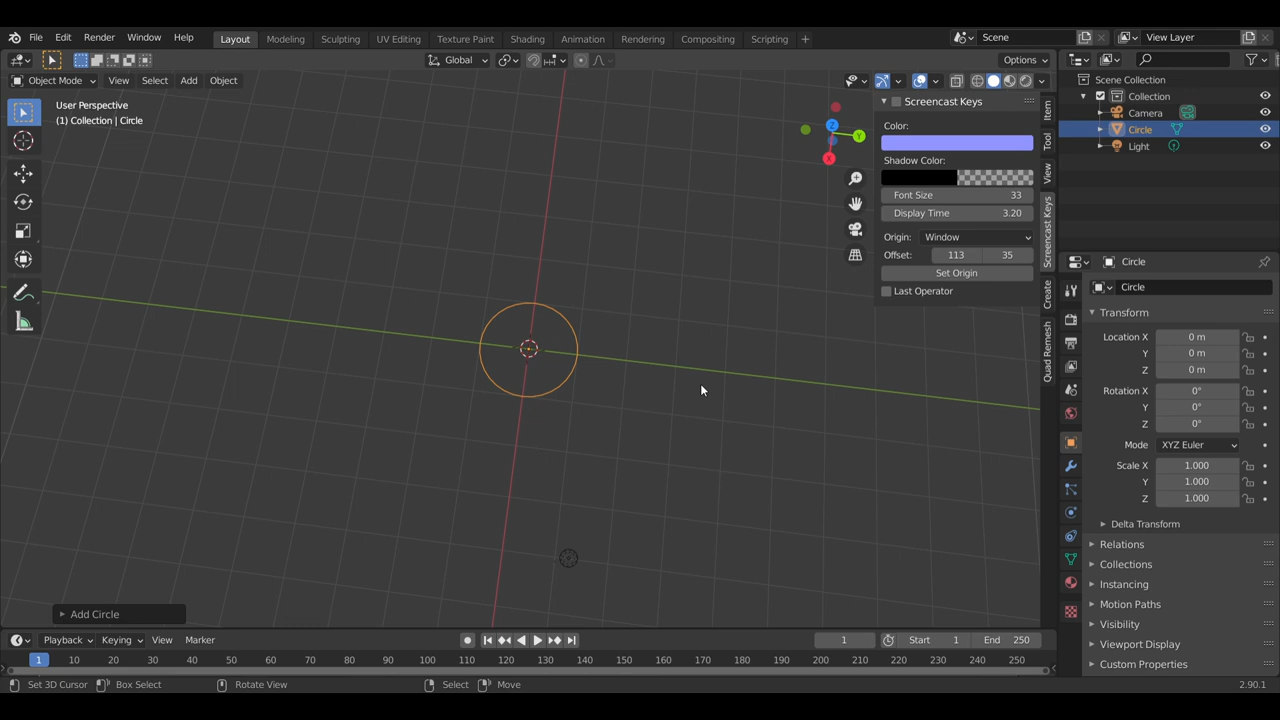 File Edit Render Window Help
Layout Modeling Sculpting UV Editing Texture Paint Shading Animation Rendering Compositing Scripting +
Scene
View Layer
Global
Options
Object Mode View Select Add Object
User Perspective
(1) Collection | Circle
Screencast Keys
Color:
Shadow Color:
Font Size 33
Display Time 3.20
Origin: Window
Offset: 113 35
Set Origin
Last Operator
Item
Tool
View
Screencast Keys
Create
Quad Remesh
X
Y
Z
Scene Collection
Collection
Camera
Circle
Light
Circle
Circle
Transform
Location X 0 m
Y 0 m
Z 0 m
Rotation X 0°
Y 0°
Z 0°
Mode XYZ Euler
Scale X 1.000
Y 1.000
Z 1.000
Delta Transform
Relations
Collections
Instancing
Motion Paths
Visibility
Viewport Display
Custom Properties
Add Circle
Playback Keying View Marker
1
Start 1 End 250
1 10 20 30 40 50 60 70 80 90 100 110 120 130 140 150 160 170 180 190 200 210 220 230 240 250
Set 3D Cursor Box Select Rotate View Select Move
2.90.1